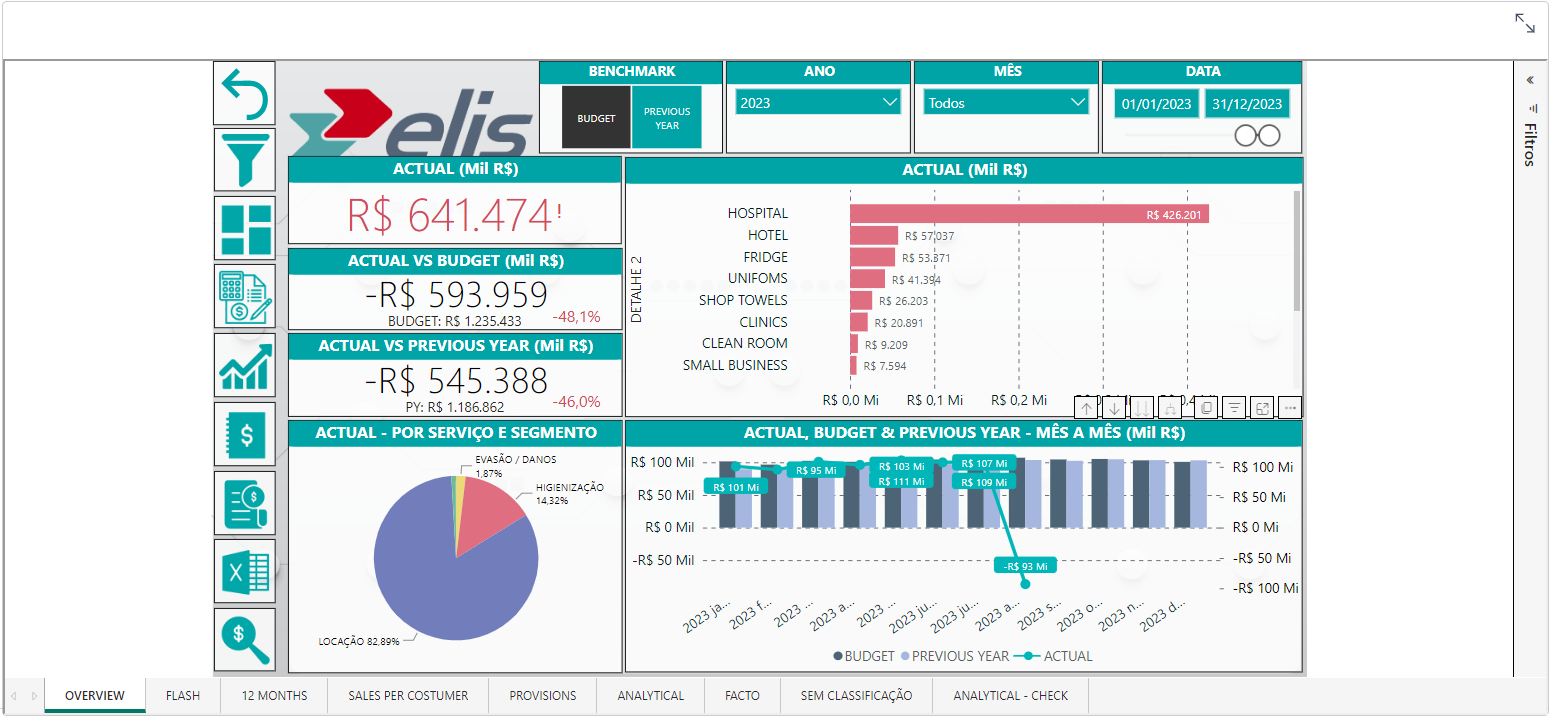 elis
BENCHMARK
BUDGET
PREVIOUS
YEAR
ANO
2023
MÊS
Todos
DATA
01/01/2023 31/12/2023
Filtros
ACTUAL (Mil R$)
R$ 641.474!
ACTUAL VS BUDGET (Mil R$)
-R$ 593.959
BUDGET: R$ 1.235.433
-48,1%
ACTUAL VS PREVIOUS YEAR (Mil R$)
-R$ 545.388
PY: R$ 1.186.862
-46,0%
ACTUAL (Mil R$)
DETALHE 2
HOSPITAL R$ 426.201
HOTEL R$ 57.037
FRIDGE R$ 53.371
UNIFOMS R$ 41.394
SHOP TOWELS R$ 26.203
CLINICS R$ 20.891
CLEAN ROOM R$ 9.209
SMALL BUSINESS R$ 7.594
R$ 0,0 Mi R$ 0,1 Mi R$ 0,2 Mi
ACTUAL - POR SERVIÇO E SEGMENTO
EVASÃO / DANOS
1,87%
HIGIENIZAÇÃO
14,32%
LOCAÇÃO 82,89%
ACTUAL, BUDGET & PREVIOUS YEAR - MÊS A MÊS (Mil R$)
R$ 100 Mil
R$ 50 Mil
R$ 0 Mil
-R$ 50 Mil
R$ 101 Mi
R$ 95 Mi
R$ 103 Mi
R$ 111 Mi
R$ 107 Mi
R$ 109 Mi
-R$ 93 Mi
R$ 100 Mi
R$ 50 Mi
R$ 0 Mi
-R$ 50 Mi
-R$ 100 Mi
2023 ja... 2023 f... 2023 ... 2023 a... 2023 ... 2023 ju... 2023 ju... 2023 a... 2023 s... 2023 o... 2023 n... 2023 d...
BUDGET PREVIOUS YEAR ACTUAL
OVERVIEW FLASH 12 MONTHS SALES PER COSTUMER PROVISIONS ANALYTICAL FACTO SEM CLASSIFICAÇÃO ANALYTICAL - CHECK